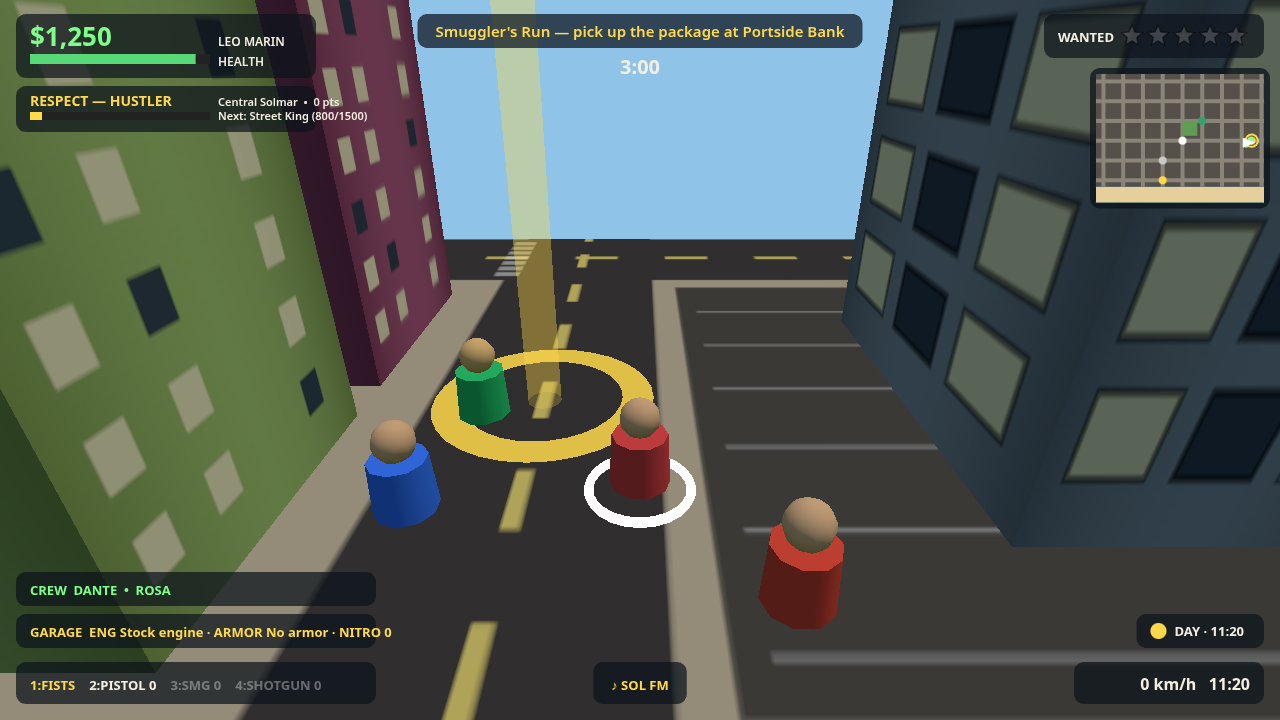 $1,250
LEO MARIN
HEALTH
RESPECT — HUSTLER
Central Solmar • 0 pts
Next: Street King (800/1500)
Smuggler's Run — pick up the package at Portside Bank
3:00
WANTED
CREW DANTE • ROSA
GARAGE ENG Stock engine · ARMOR No armor · NITRO 0
1:FISTS 2:PISTOL 0 3:SMG 0 4:SHOTGUN 0
♪ SOL FM
DAY · 11:20
0 km/h 11:20